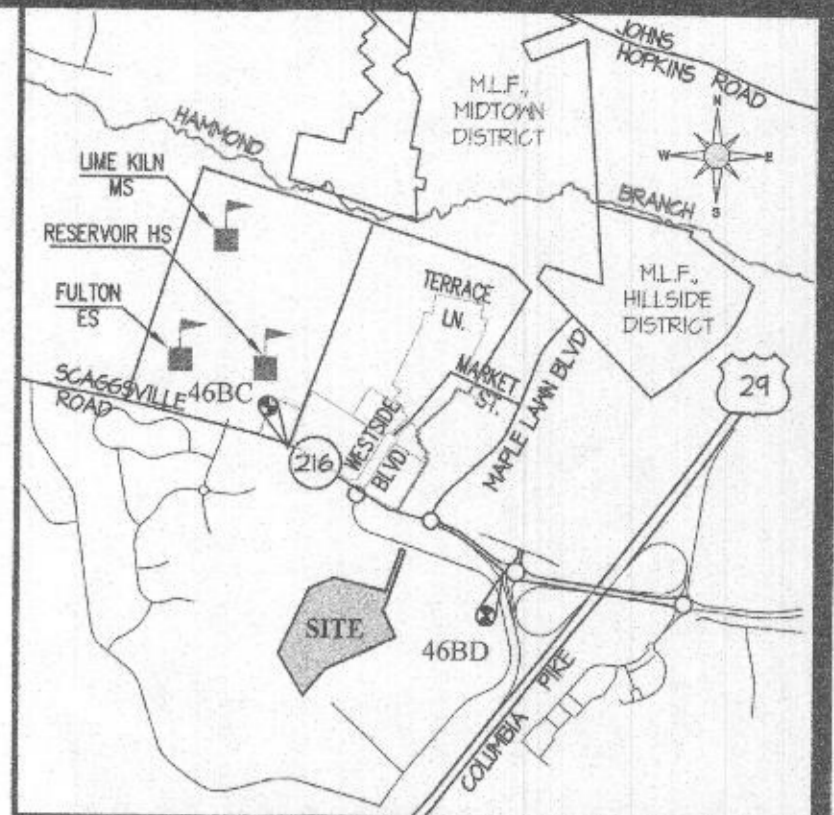 JOHNS
HOPKINS ROAD
M.L.F.,
MIDTOWN
DISTRICT
N
W
E
S
HAMMOND
BRANCH
LIME KILN
MS
RESERVOIR HS
FULTON
ES
TERRACE
LN.
M.L.F.,
HILLSIDE
DISTRICT
MARKET
ST.
MAPLE LAWN BLVD
29
SCAGGSVILLE
ROAD
46BC
216
WESTSIDE
BLVD
SITE
46BD
COLUMBIA PIKE